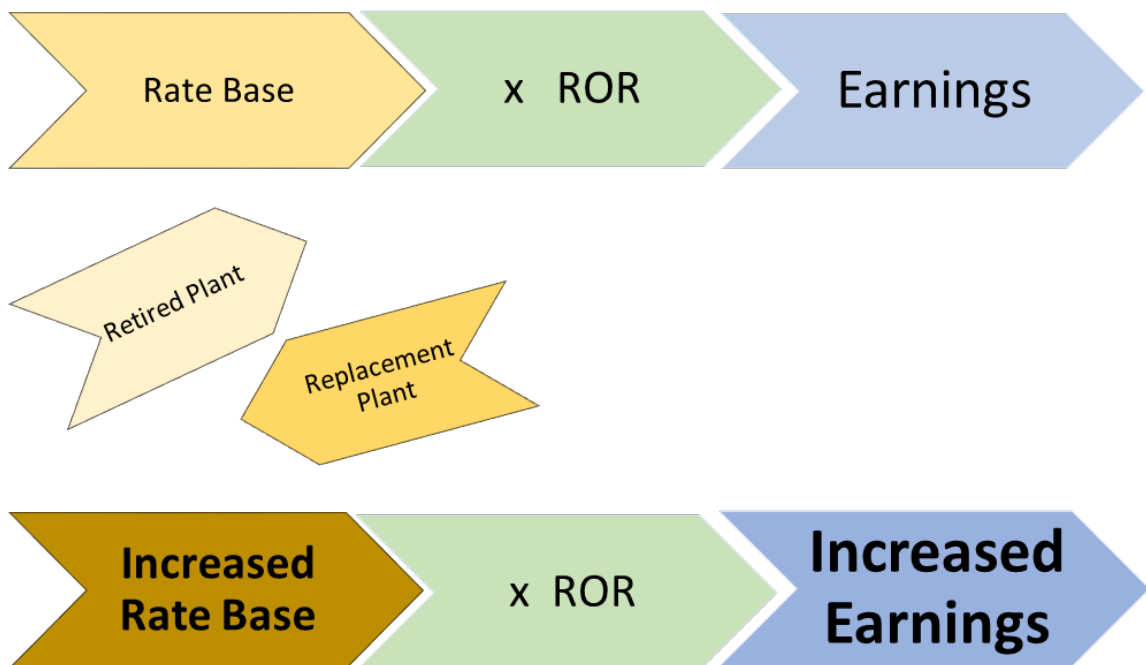 Rate Base
x ROR
Earnings
Retired Plant
Replacement
Plant
Increased
Rate Base
x ROR
Increased
Earnings